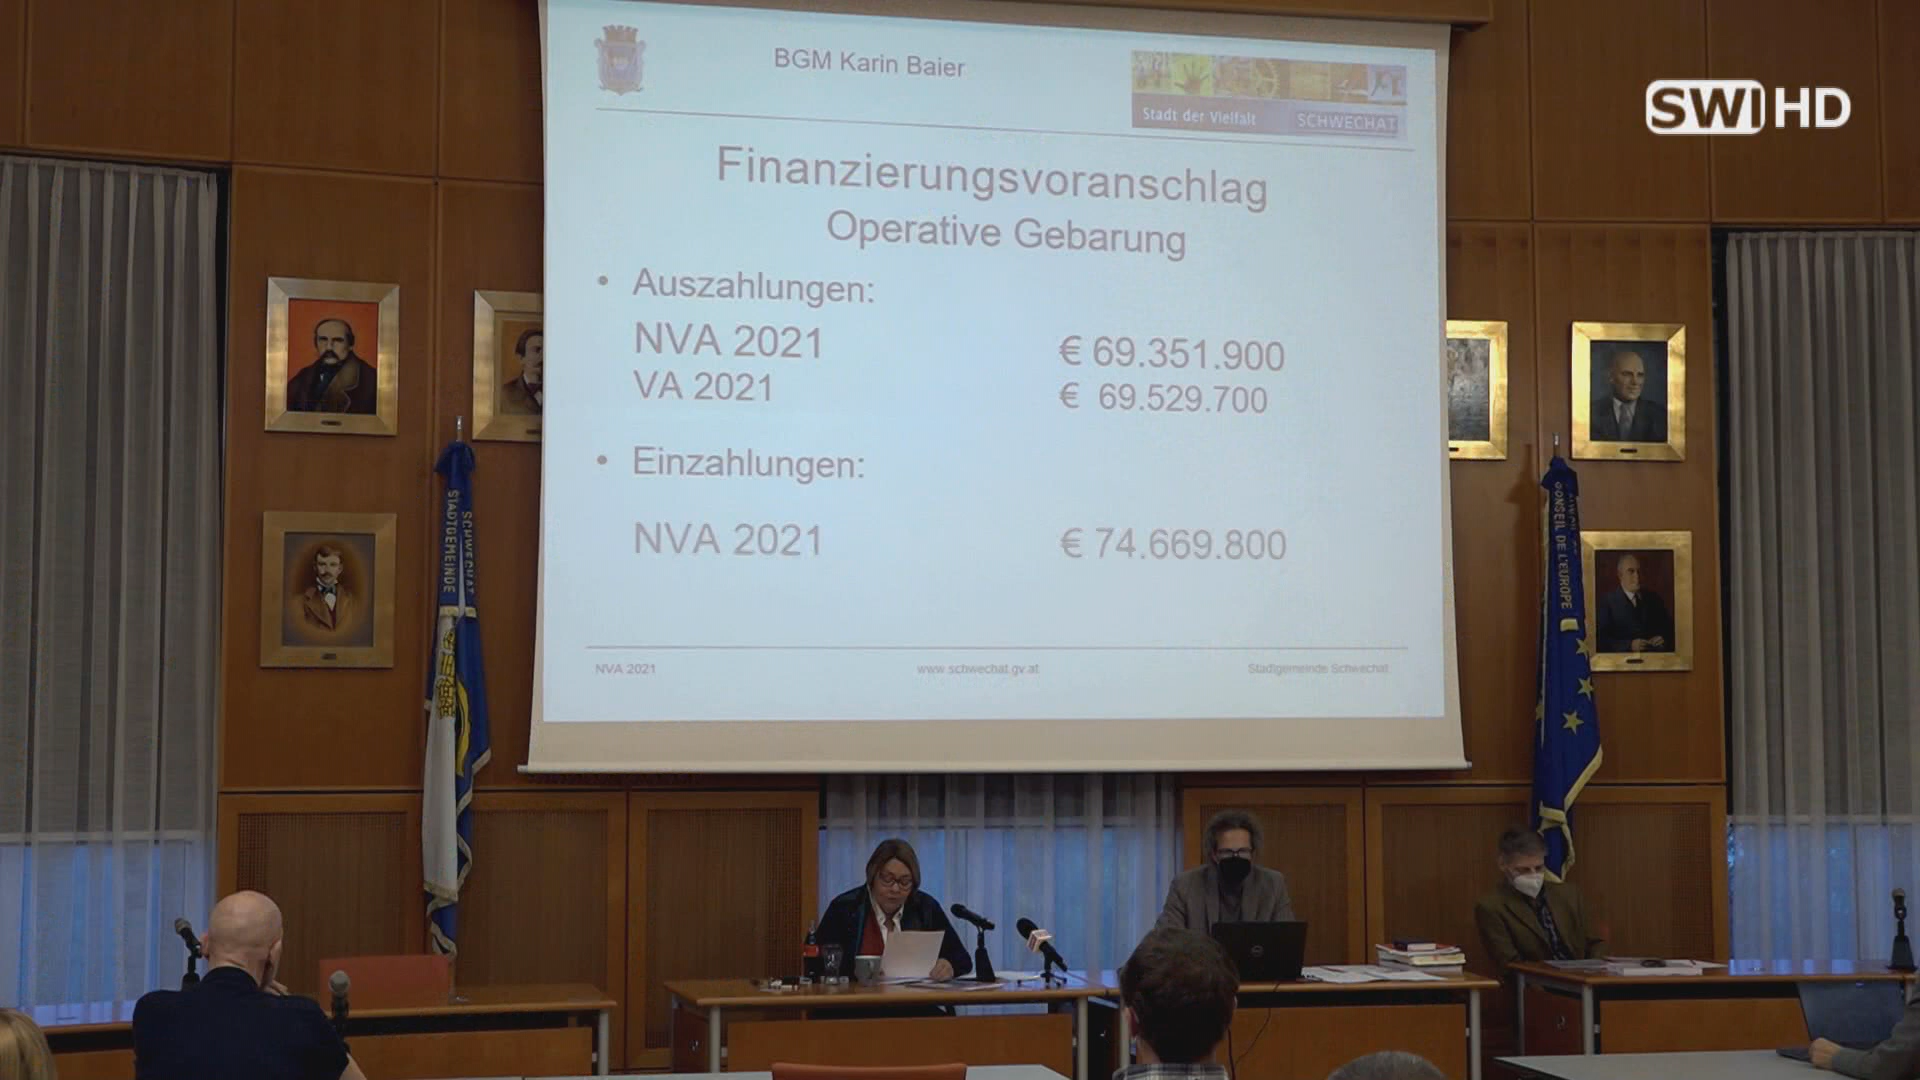 BGM Karin Baier
Stadt der Vielfalt SCHWECHAT
SWI HD
Finanzierungsvoranschlag
Operative Gebarung
• Auszahlungen:
NVA 2021 € 69.351.900
VA 2021 € 69.529.700
• Einzahlungen:
NVA 2021 € 74.669.800
NVA 2021 www.schwechat.gv.at Stadtgemeinde Schwechat
STADTGEMEINDE
SCHWECHAT
CONSEIL DE L'EUROPE